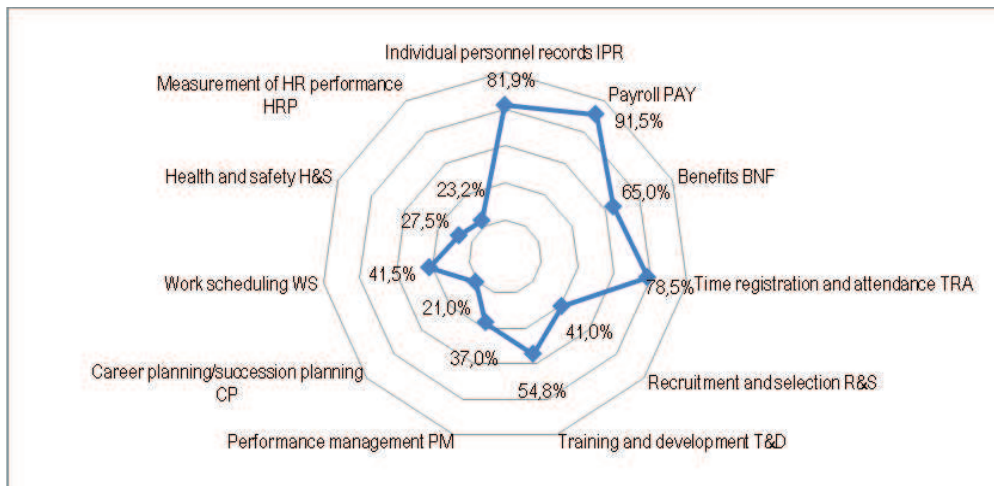 Individual personnel records IPR
81,9%
Measurement of HR performance
HRP
Payroll PAY
91,5%
Health and safety H&S
23,2%
65,0%
Benefits BNF
27,5%
Work scheduling WS
41,5%
78,5%
Time registration and attendance TRA
21,0%
41,0%
37,0%
54,8%
Career planning/succession planning
CP
Recruitment and selection R&S
Performance management PM
Training and development T&D